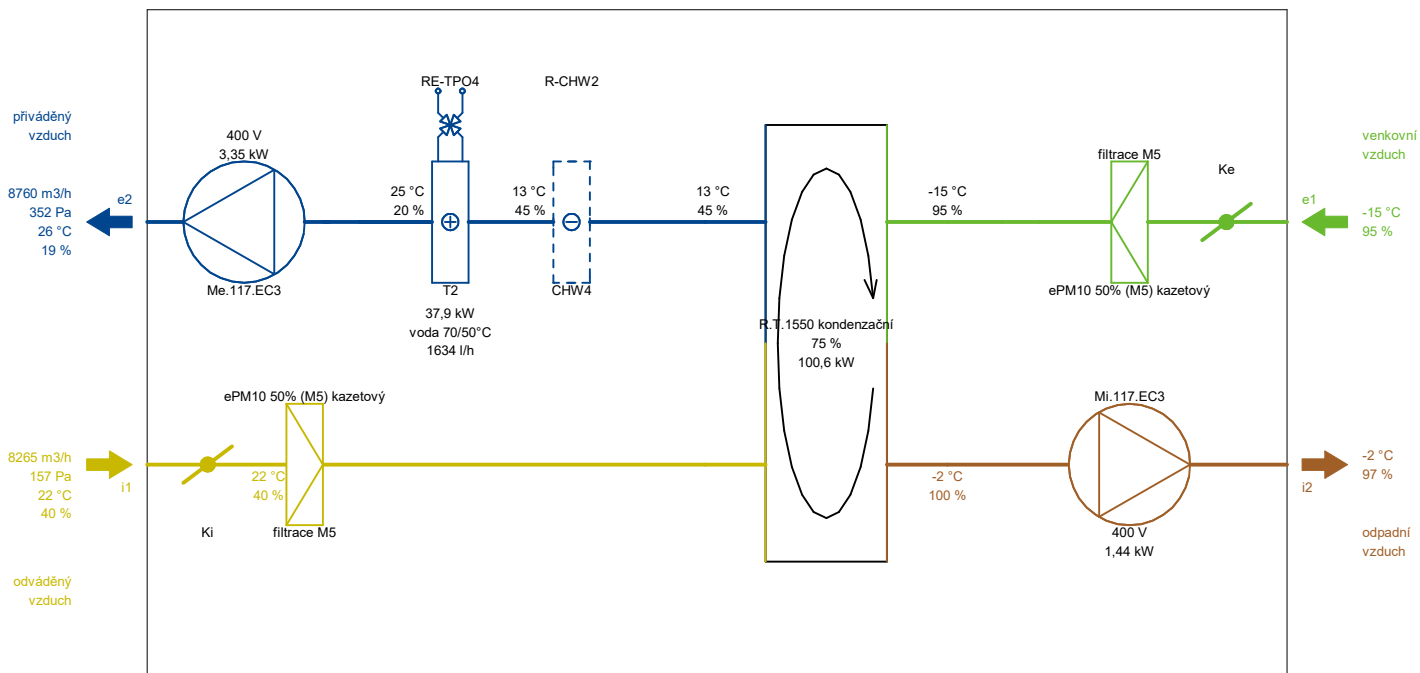 RE-TPO4
R-CHW2
přiváděný
vzduch
400 V
3,35 kW
8760 m3/h
352 Pa
26 °C
19 %
e2
Me.117.EC3
25 °C
20 %
T2
37,9 kW
voda 70/50°C
1634 l/h
13 °C
45 %
CHW4
13 °C
45 %
R.T.1550 kondenzační
75 %
100,6 kW
-15 °C
95 %
filtrace M5
ePM10 50% (M5) kazetový
Ke
venkovní
vzduch
e1
-15 °C
95 %
8265 m3/h
157 Pa
22 °C
40 %
i1
Ki
22 °C
40 %
ePM10 50% (M5) kazetový
filtrace M5
-2 °C
100 %
Mi.117.EC3
400 V
1,44 kW
i2
-2 °C
97 %
odpadní
vzduch
odváděný
vzduch